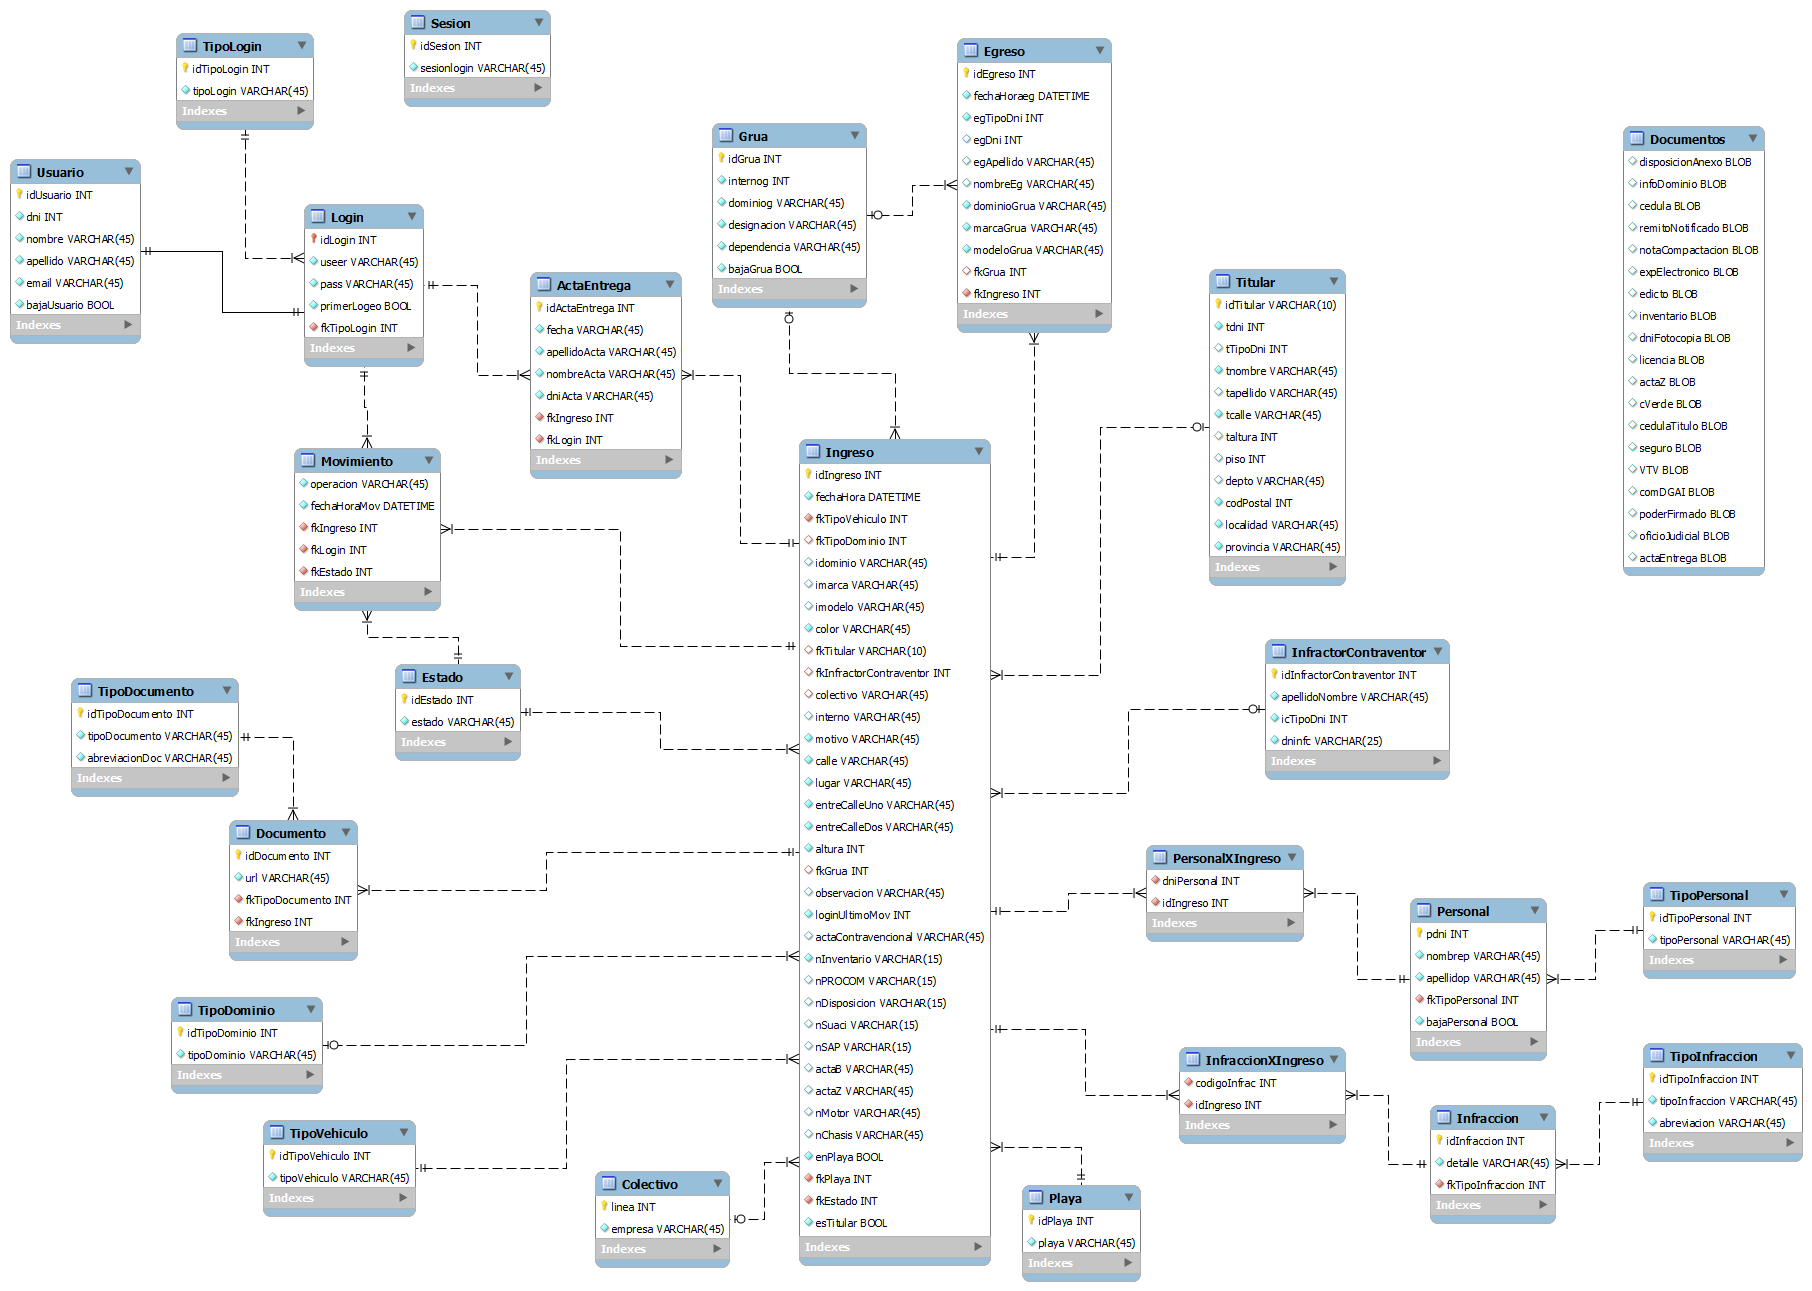 Sesion
idSesion INT
sesionlogin VARCHAR(45)
Indexes
TipoLogin
idTipoLogin INT
tipoLogin VARCHAR(45)
Indexes
Egreso
idEgreso INT
fechaHoraeg DATETIME
egTipoDni INT
egDni INT
egApellido VARCHAR(45)
nombreEg VARCHAR(45)
dominioGrua VARCHAR(45)
marcaGrua VARCHAR(45)
modeloGrua VARCHAR(45)
fkGrua INT
fkIngreso INT
Indexes
Grua
idGrua INT
internog INT
dominiog VARCHAR(45)
designacion VARCHAR(45)
dependencia VARCHAR(45)
bajaGrua BOOL
Indexes
Documentos
disposicionAnexo BLOB
infoDominio BLOB
cedula BLOB
remitoNotificado BLOB
notaCompactacion BLOB
expElectronico BLOB
edicto BLOB
inventario BLOB
dniFotocopia BLOB
licencia BLOB
actaZ BLOB
cVerde BLOB
cedulaTitulo BLOB
seguro BLOB
VTV BLOB
comDGAI BLOB
poderFirmado BLOB
oficioJudicial BLOB
actaEntrega BLOB
Usuario
idUsuario INT
dni INT
nombre VARCHAR(45)
apellido VARCHAR(45)
email VARCHAR(45)
bajaUsuario BOOL
Indexes
Login
idLogin INT
useer VARCHAR(45)
pass VARCHAR(45)
primerLogeo BOOL
fkTipoLogin INT
Indexes
ActaEntrega
idActaEntrega INT
fecha VARCHAR(45)
apellidoActa VARCHAR(45)
nombreActa VARCHAR(45)
dniActa VARCHAR(45)
fkIngreso INT
fkLogin INT
Indexes
Titular
idTitular VARCHAR(10)
tdni INT
tTipoDni INT
tnombre VARCHAR(45)
tapellido VARCHAR(45)
tcalle VARCHAR(45)
taltura INT
piso INT
depto VARCHAR(45)
codPostal INT
localidad VARCHAR(45)
provincia VARCHAR(45)
Indexes
Movimiento
operacion VARCHAR(45)
fechaHoraMov DATETIME
fkIngreso INT
fkLogin INT
fkEstado INT
Indexes
Ingreso
idIngreso INT
fechaHora DATETIME
fkTipoVehiculo INT
fkTipoDominio INT
idominio VARCHAR(45)
imarca VARCHAR(45)
imodelo VARCHAR(45)
color VARCHAR(45)
fkTitular VARCHAR(10)
fkInfractorContraventor INT
colectivo VARCHAR(45)
interno VARCHAR(45)
motivo VARCHAR(45)
calle VARCHAR(45)
lugar VARCHAR(45)
entreCalleUno VARCHAR(45)
entreCalleDos VARCHAR(45)
altura INT
fkGrua INT
observacion VARCHAR(45)
loginUltimoMov INT
actaContravencional VARCHAR(45)
nInventario VARCHAR(15)
nPROCOM VARCHAR(15)
nDisposicion VARCHAR(15)
nSuaci VARCHAR(15)
nSAP VARCHAR(15)
actaB VARCHAR(45)
actaZ VARCHAR(45)
nMotor VARCHAR(45)
nChasis VARCHAR(45)
enPlaya BOOL
fkPlaya INT
fkEstado INT
esTitular BOOL
Indexes
Estado
idEstado INT
estado VARCHAR(45)
Indexes
TipoDocumento
idTipoDocumento INT
tipoDocumento VARCHAR(45)
abreviacionDoc VARCHAR(45)
Indexes
InfractorContraventor
idInfractorContraventor INT
apellidoNombre VARCHAR(45)
icTipoDni INT
dninfc VARCHAR(25)
Indexes
Documento
idDocumento INT
url VARCHAR(45)
fkTipoDocumento INT
fkIngreso INT
Indexes
PersonalXIngreso
dniPersonal INT
idIngreso INT
Indexes
Personal
pdni INT
nombrep VARCHAR(45)
apellidop VARCHAR(45)
fkTipoPersonal INT
bajaPersonal BOOL
Indexes
TipoPersonal
idTipoPersonal INT
tipoPersonal VARCHAR(45)
Indexes
TipoDominio
idTipoDominio INT
tipoDominio VARCHAR(45)
Indexes
InfraccionXIngreso
codigoInfrac INT
idIngreso INT
Indexes
TipoInfraccion
idTipoInfraccion INT
tipoInfraccion VARCHAR(45)
abreviacion VARCHAR(45)
Indexes
Infraccion
idInfraccion INT
detalle VARCHAR(45)
fkTipoInfraccion INT
Indexes
TipoVehiculo
idTipoVehiculo INT
tipoVehiculo VARCHAR(45)
Indexes
Colectivo
linea INT
empresa VARCHAR(45)
Indexes
Playa
idPlaya INT
playa VARCHAR(45)
Indexes